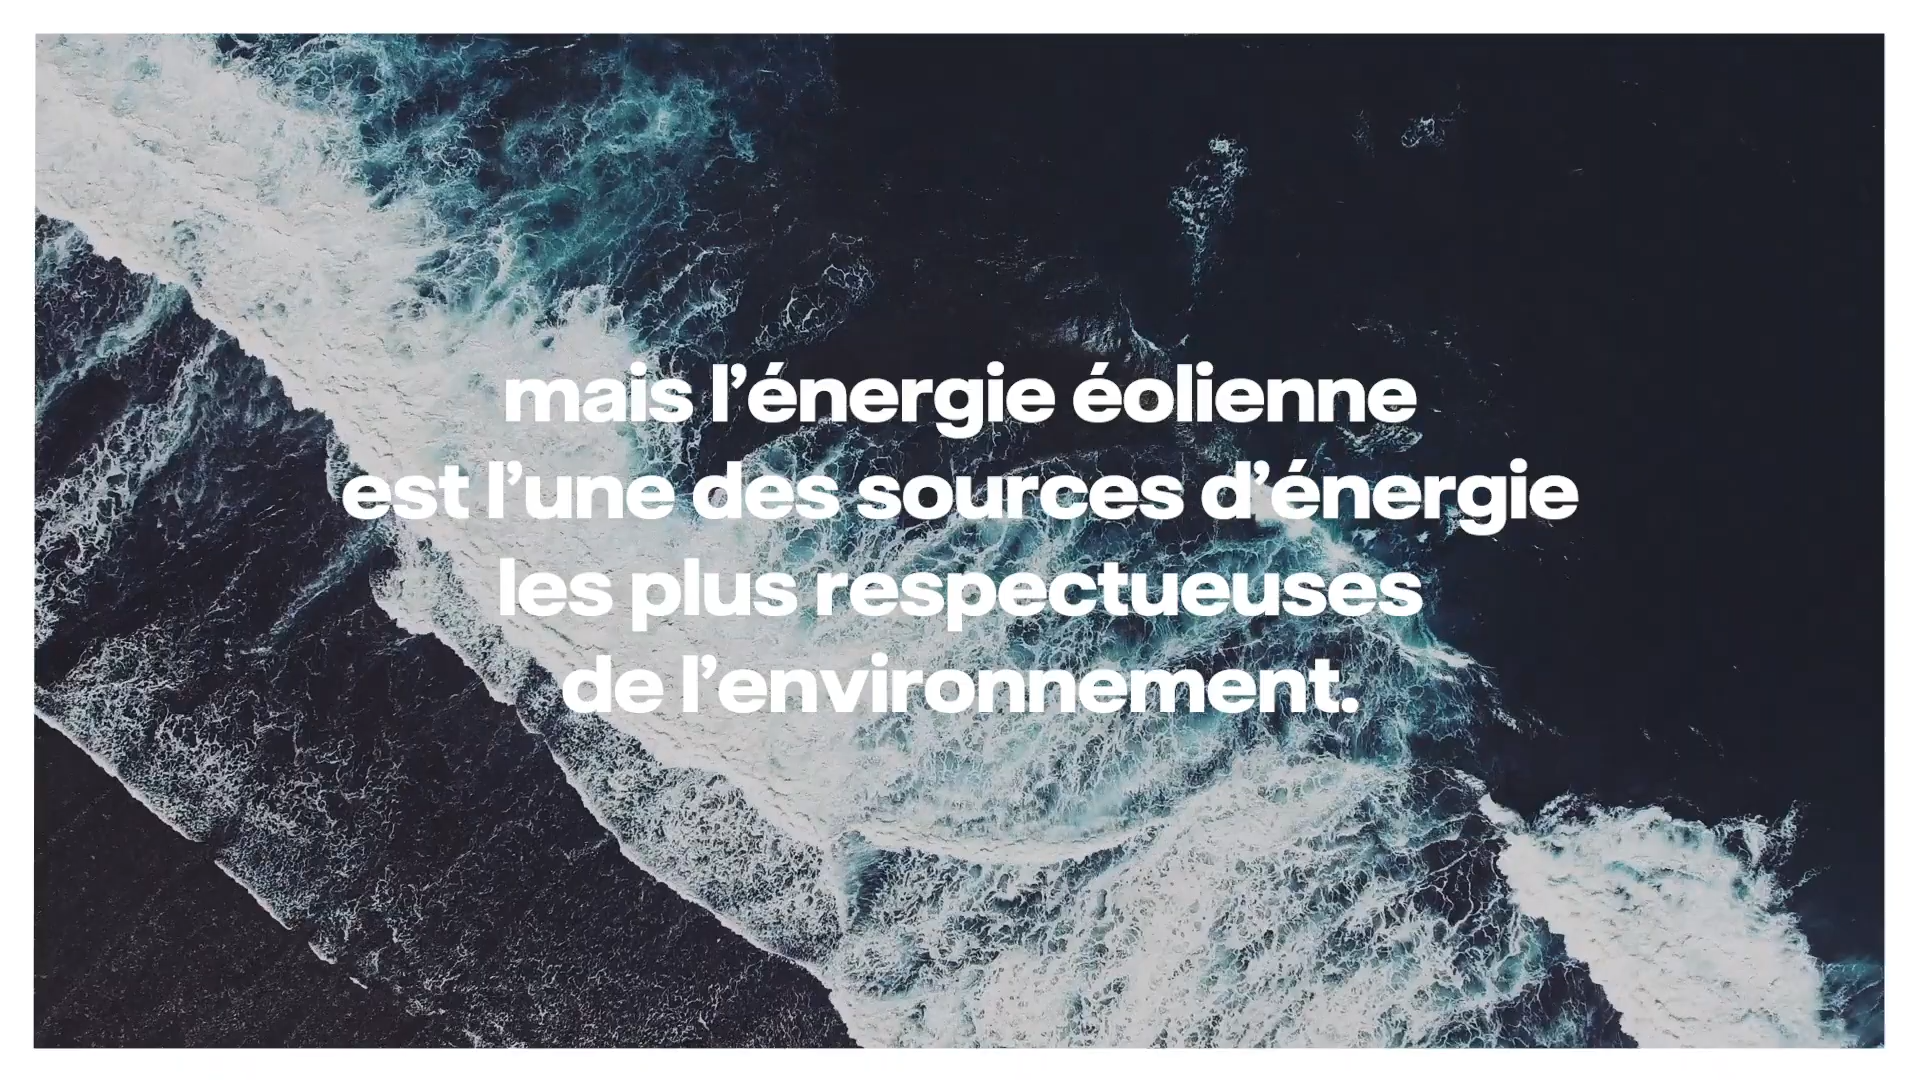 mais l’énergie éolienne
est l’une des sources d’énergie
les plus respectueuses
de l’environnement.